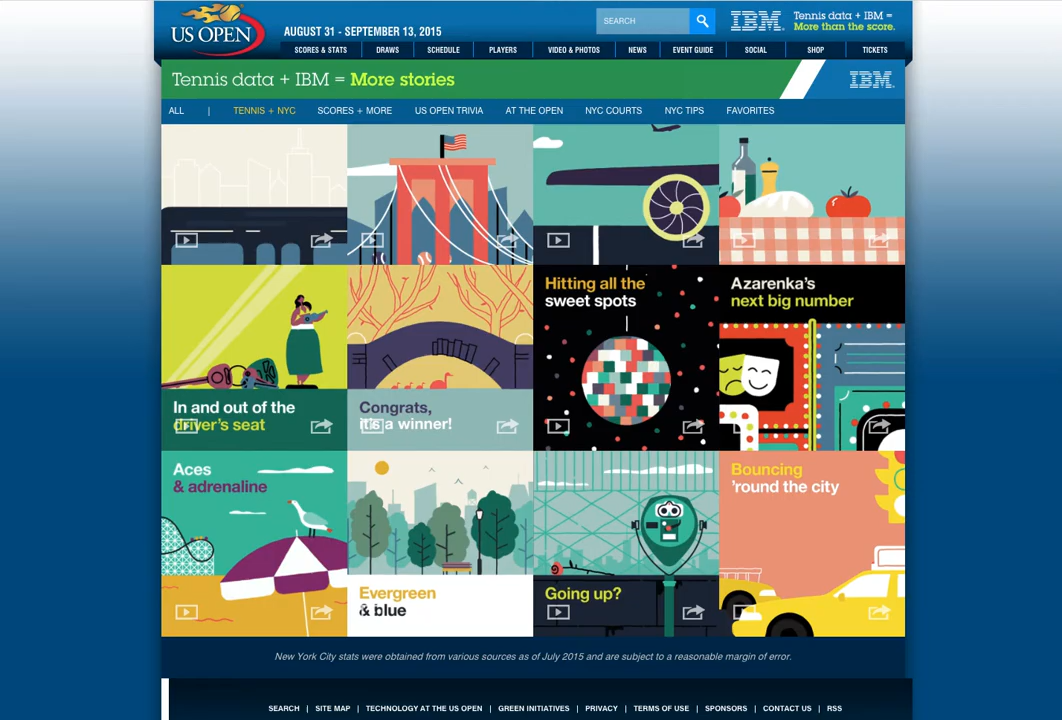 US OPEN
AUGUST 31 - SEPTEMBER 13, 2015
SEARCH
IBM
Tennis data + IBM =
More than the score.
SCORES & STATS
DRAWS
SCHEDULE
PLAYERS
VIDEO & PHOTOS
NEWS
EVENT GUIDE
SOCIAL
SHOP
TICKETS
Tennis data + IBM = More stories
IBM
ALL | TENNIS + NYC SCORES + MORE US OPEN TRIVIA AT THE OPEN NYC COURTS NYC TIPS FAVORITES
In and out of the
driver's seat
Congrats,
it's a winner!
Hitting all the
sweet spots
Azarenka's
next big number
Aces
& adrenaline
Evergreen
& blue
Going up?
Bouncing
'round the city
New York City stats were obtained from various sources as of July 2015 and are subject to a reasonable margin of error.
SEARCH | SITE MAP | TECHNOLOGY AT THE US OPEN | GREEN INITIATIVES | PRIVACY | TERMS OF USE | SPONSORS | CONTACT US | RSS